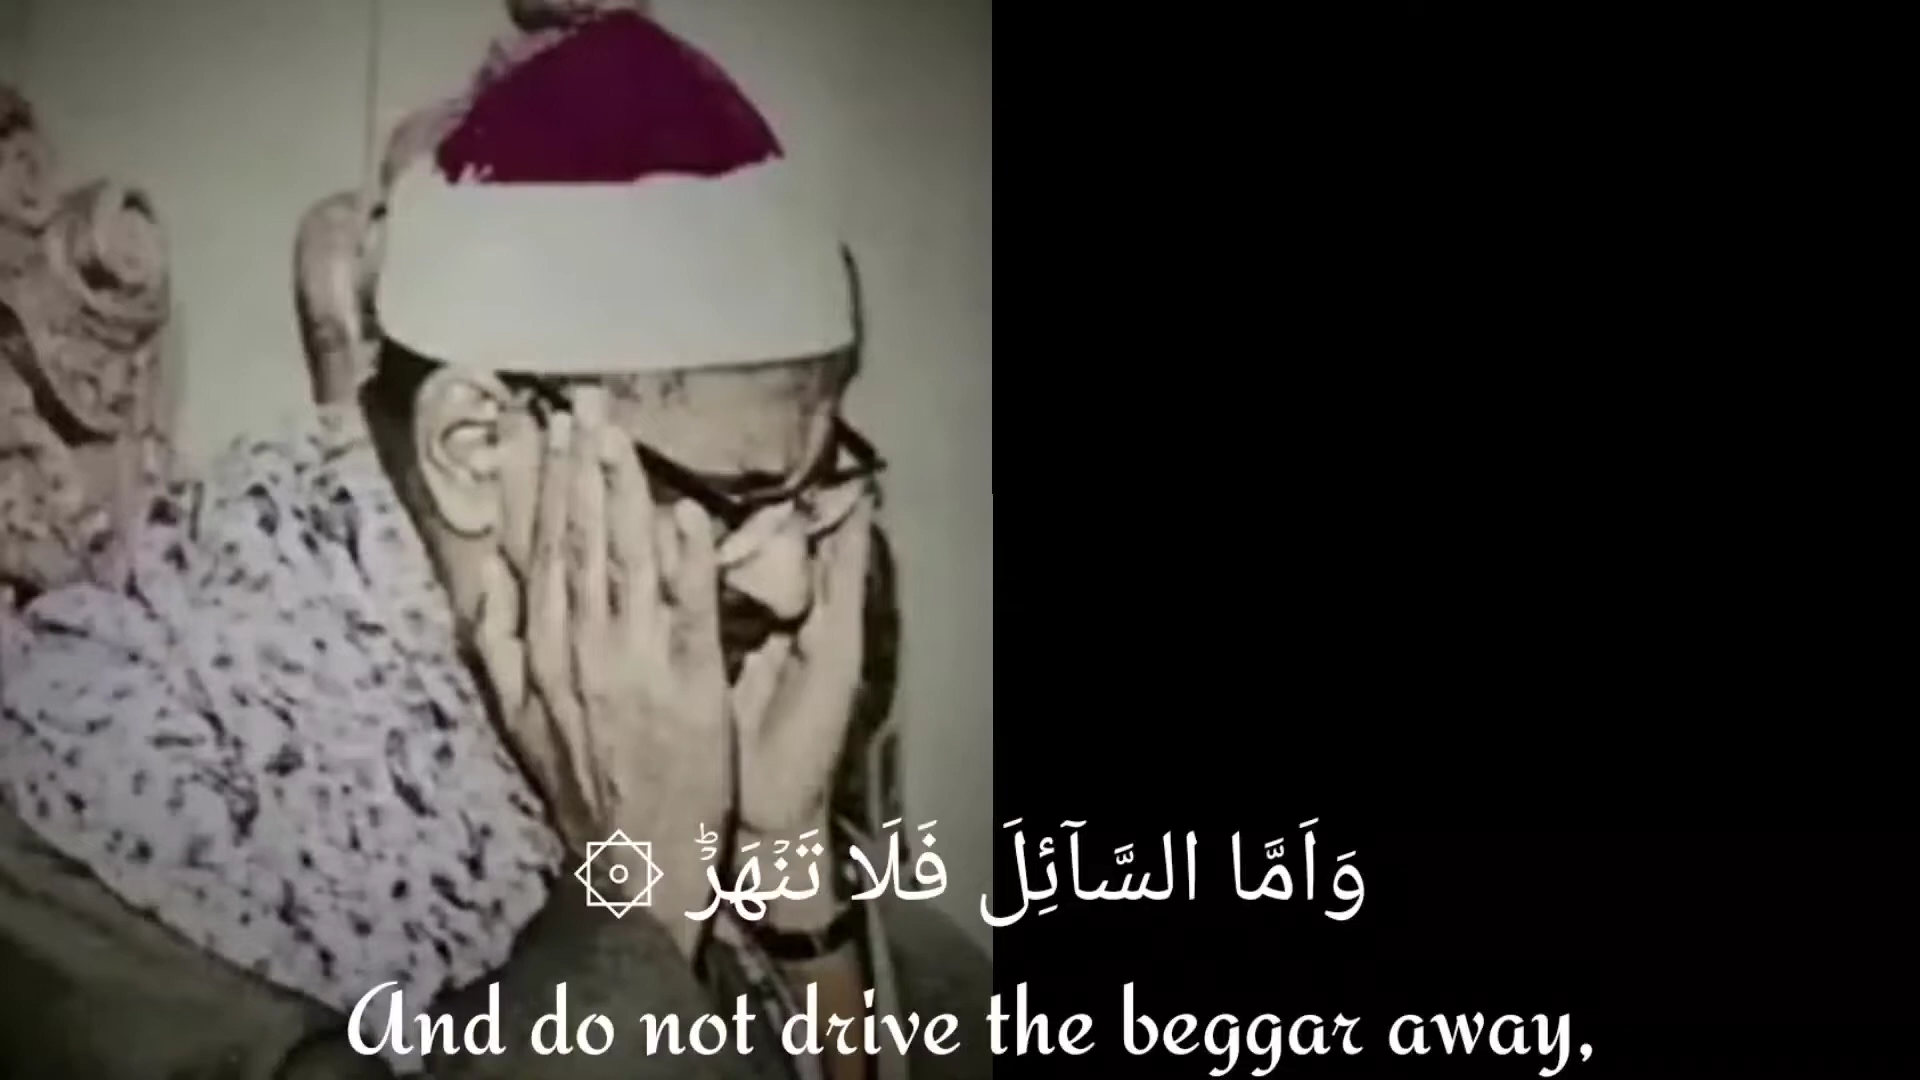 وَاَمَّا السَّآئِلَ فَلَا تَنۡهَرۡؕ ۞
And do not drive the beggar away,